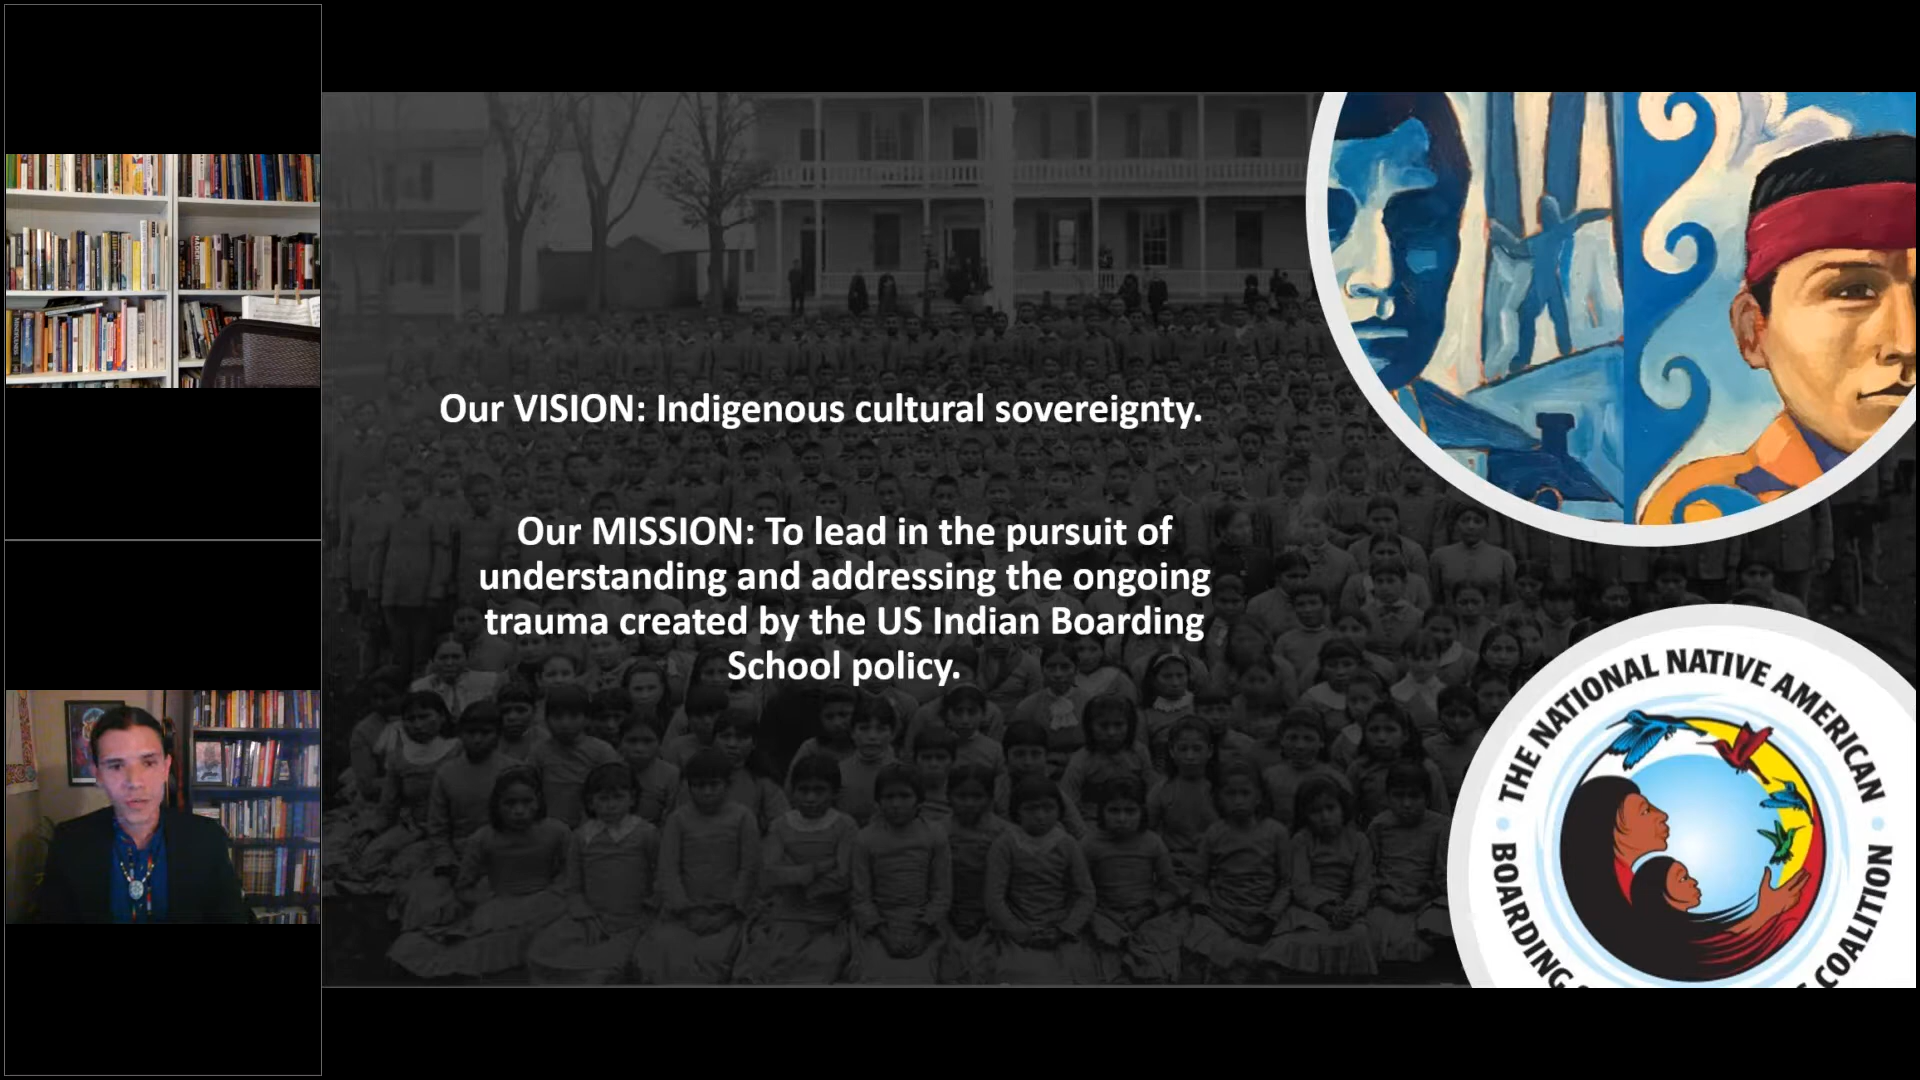 Our VISION: Indigenous cultural sovereignty.
Our MISSION: To lead in the pursuit of
understanding and addressing the ongoing
trauma created by the US Indian Boarding
School policy.
THE NATIONAL NATIVE AMERICAN
BOARDING
COALITION